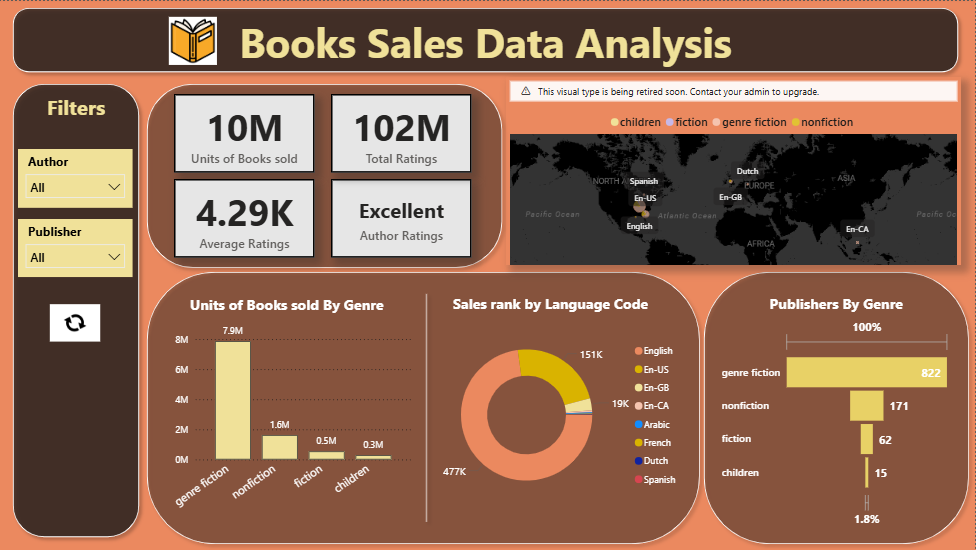 Books Sales Data Analysis
Filters
Author
All
Publisher
All
10M
Units of Books sold
102M
Total Ratings
4.29K
Average Ratings
Excellent
Author Ratings
This visual type is being retired soon. Contact your admin to upgrade.
children fiction genre fiction nonfiction
NORTH A
Spanish
En-US
English
Dutch
EUROPE
En-GB
ASIA
En-CA
AFRICA
Pacific Ocean
Atlantic Ocean
Pacific Oc
Units of Books sold By Genre
8M
6M
4M
2M
0M
7.9M
1.6M
0.5M
0.3M
genre fiction
nonfiction
fiction
children
Sales rank by Language Code
151K
19K
477K
English
En-US
En-GB
En-CA
Arabic
French
Dutch
Spanish
Publishers By Genre
100%
genre fiction 822
nonfiction 171
fiction 62
children 15
1.8%